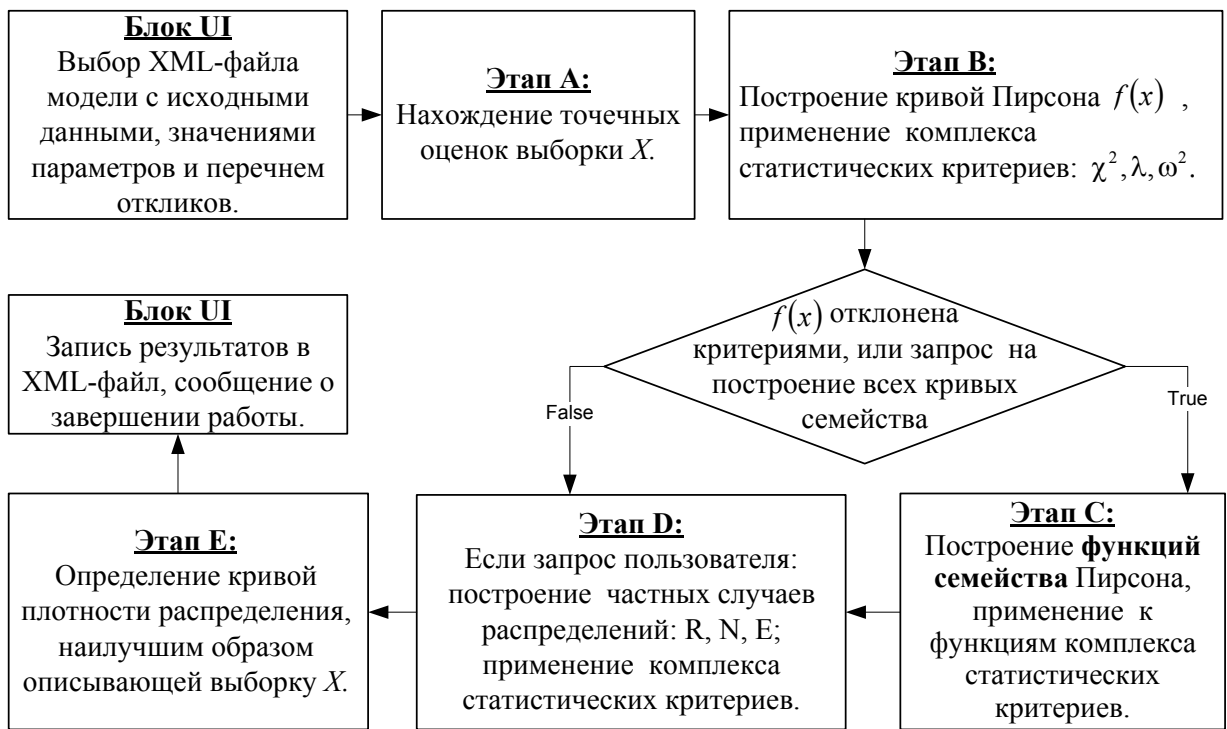 Блок UI
Выбор XML-файла
модели с исходными
данными, значениями
параметров и перечнем
откликов.
Этап A:
Нахождение точечных
оценок выборки X.
Этап B:
Построение кривой Пирсона f(x) ,
применение комплекса
статистических критериев: χ², λ, ω².
f(x) отклонена
критериями, или запрос на
построение всех кривых
семейства
False
True
Этап C:
Построение функций
семейства Пирсона,
применение к
функциям комплекса
статистических
критериев.
Этап D:
Если запрос пользователя:
построение частных случаев
распределений: R, N, E;
применение комплекса
статистических критериев.
Этап E:
Определение кривой
плотности распределения,
наилучшим образом
описывающей выборку X.
Блок UI
Запись результатов в
XML-файл, сообщение о
завершении работы.